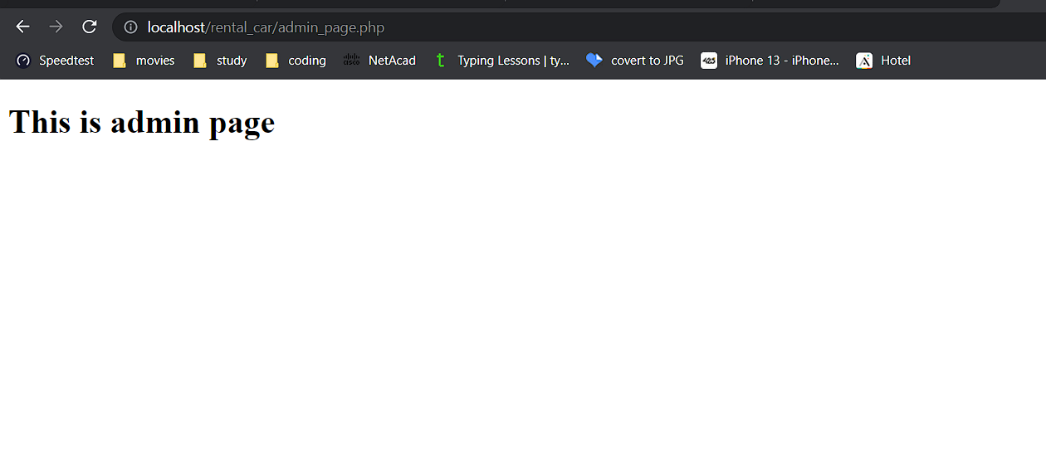 localhost/rental_car/admin_page.php
Speedtest movies study coding NetAcad Typing Lessons | ty... covert to JPG iPhone 13 - iPhone... Hotel
This is admin page